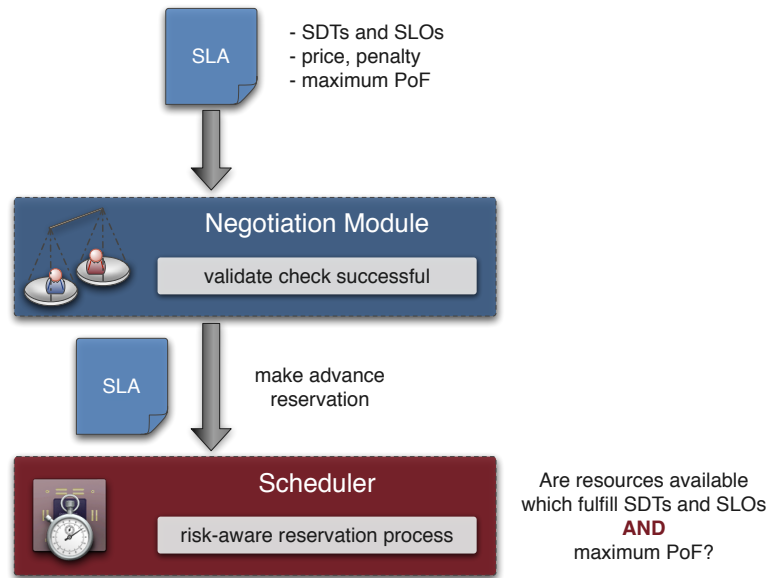 SLA
- SDTs and SLOs
- price, penalty
- maximum PoF
Negotiation Module
validate check successful
SLA
make advance
reservation
Scheduler
risk-aware reservation process
Are resources available
which fulfill SDTs and SLOs
AND
maximum PoF?